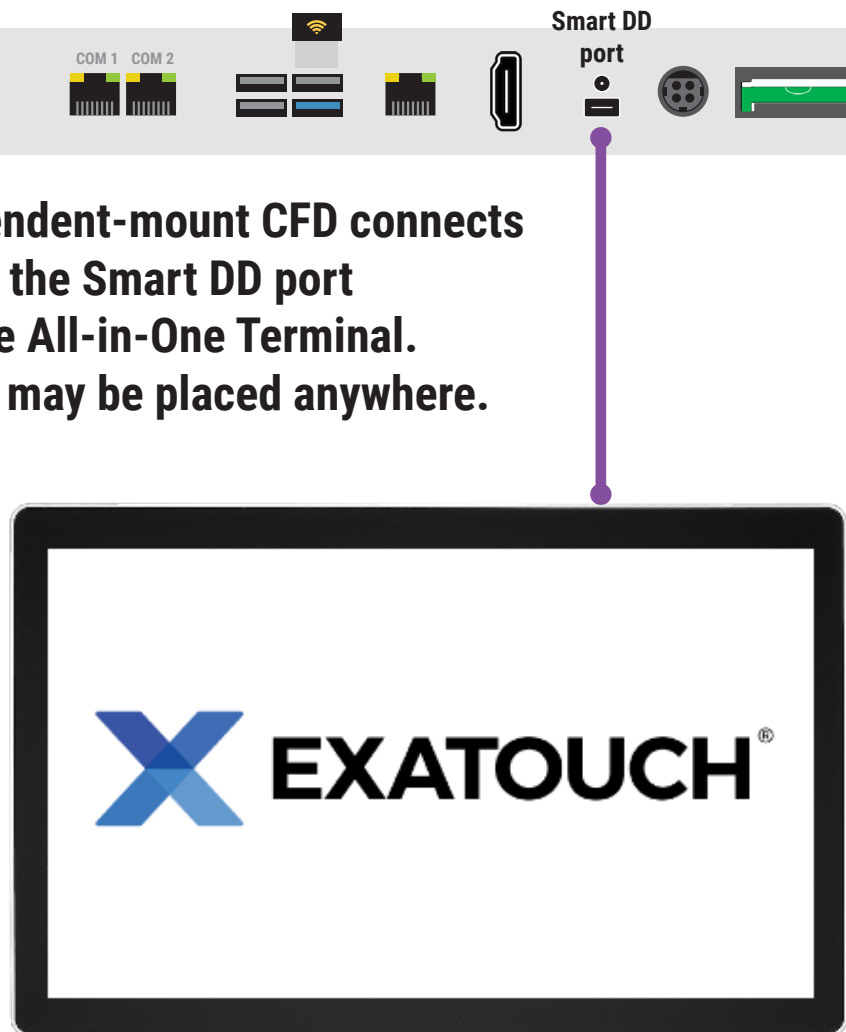 Smart DD
port
COM 1 COM 2
endent-mount CFD connects
the Smart DD port
e All-in-One Terminal.
may be placed anywhere.
EXATOUCH®